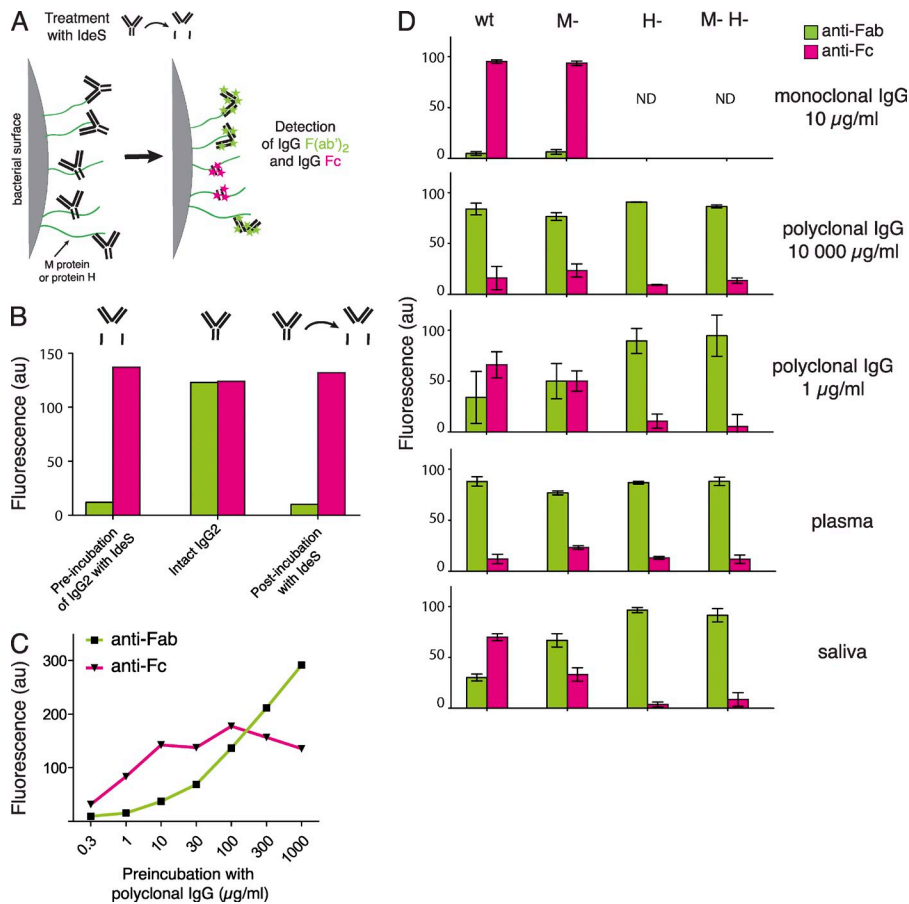 A
Treatment
with IdeS
bacterial surface
M protein
or protein H
Detection
of IgG F(ab')2
and IgG Fc
B
Fluorescence (au)
150
100
50
0
Pre-incubation
of IgG2 with IdeS
Intact IgG2
Post-incubation
with IdeS
C
anti-Fab
anti-Fc
Fluorescence (au)
300
200
100
0.3
1
10
30
100
300
1000
Preincubation with
polyclonal IgG (µg/ml)
D
wt
M-
H-
M- H-
anti-Fab
anti-Fc
Fluorescence (au)
100
50
0
ND
ND
monoclonal IgG
10 µg/ml
100
50
0
polyclonal IgG
10 000 µg/ml
100
50
0
polyclonal IgG
1 µg/ml
100
50
0
plasma
100
50
0
saliva